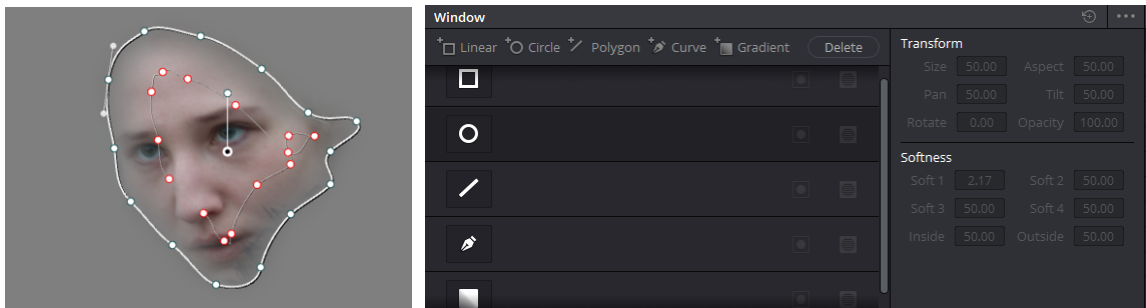 Window
Linear Circle Polygon Curve Gradient Delete
Transform
Size 50.00 Aspect 50.00
Pan 50.00 Tilt 50.00
Rotate 0.00 Opacity 100.00
Softness
Soft 1 2.17 Soft 2 50.00
Soft 3 50.00 Soft 4 50.00
Inside 50.00 Outside 50.00